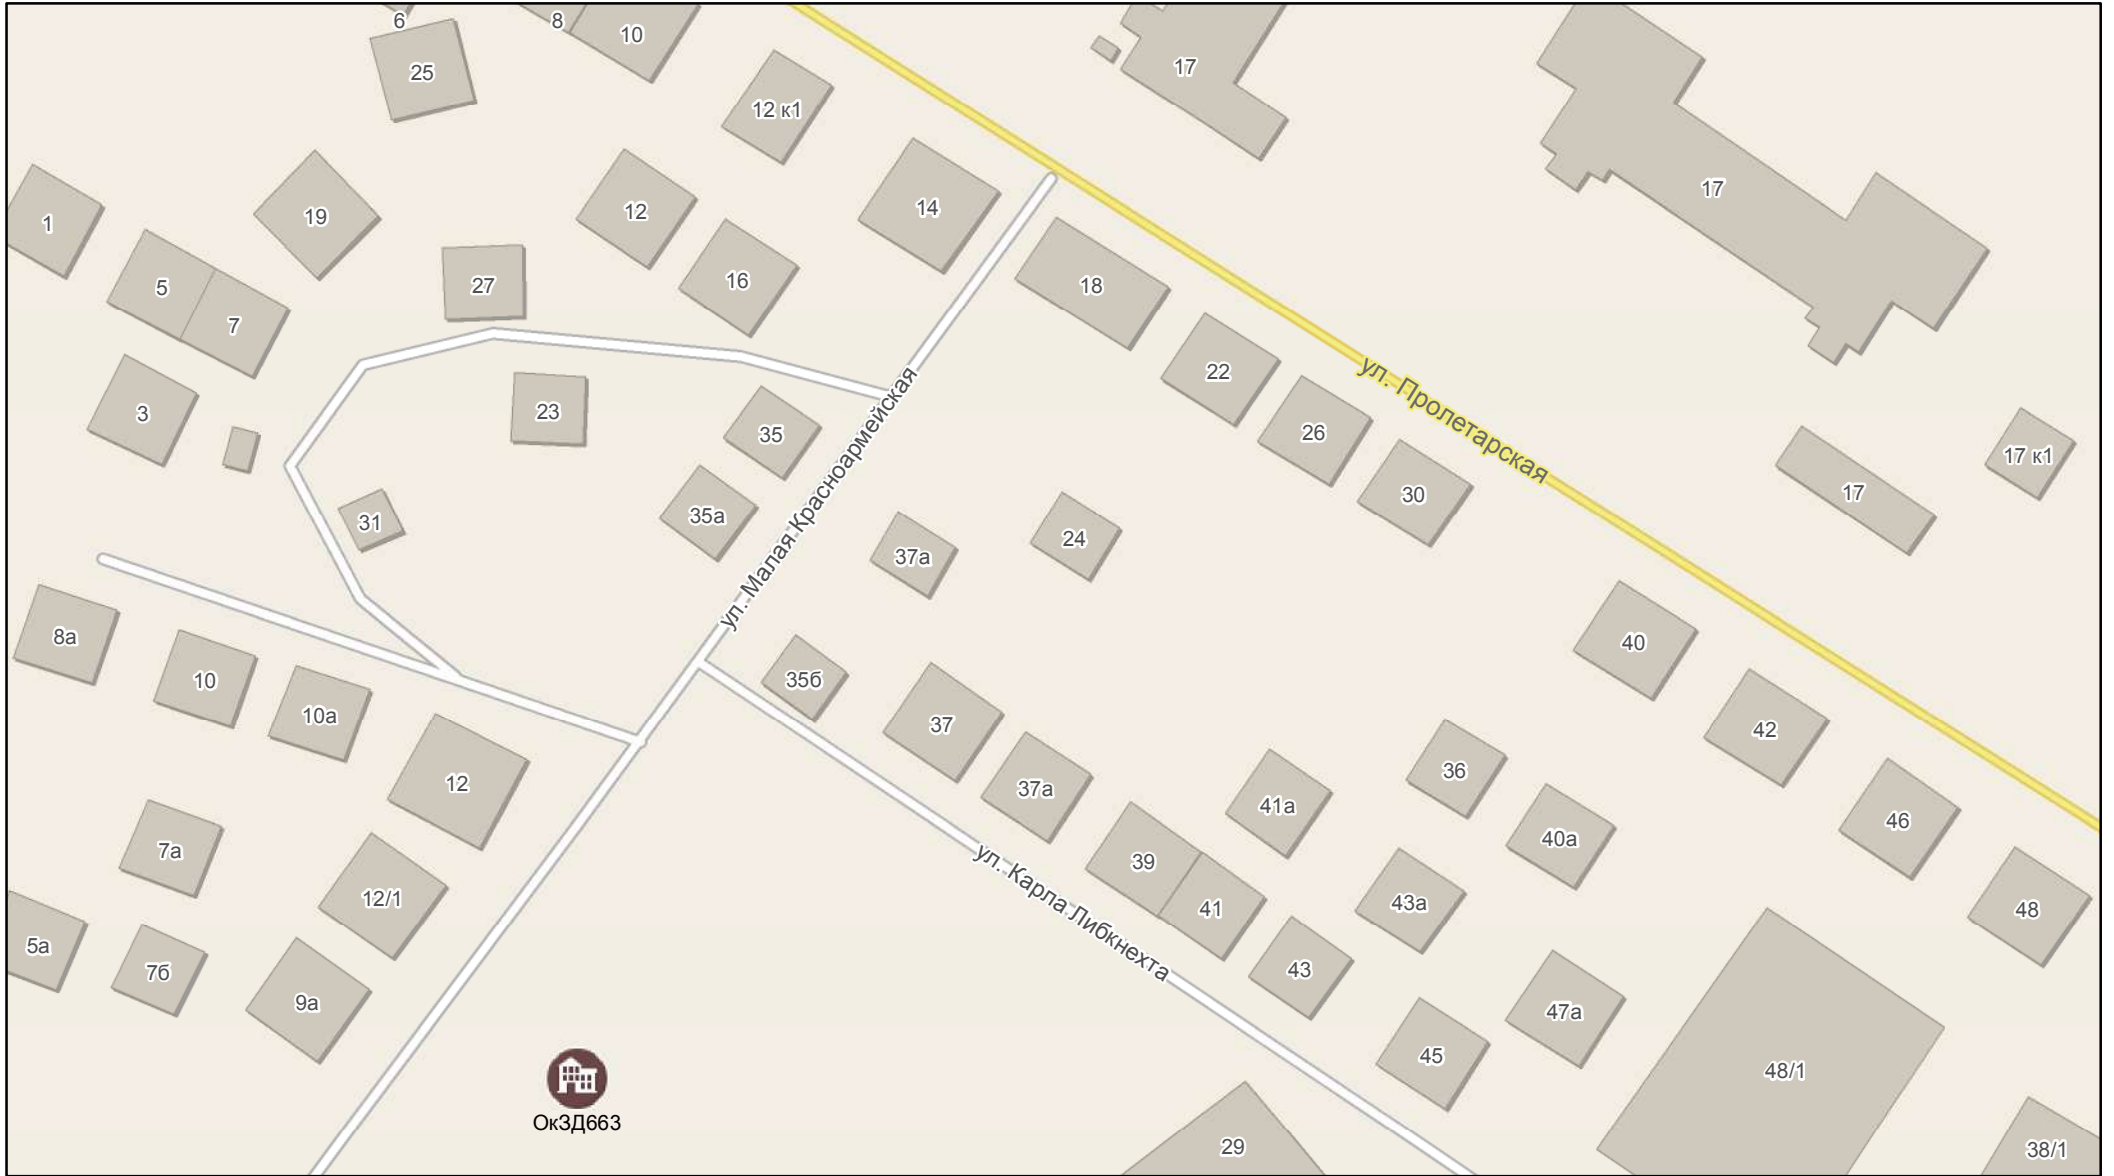 6
8
10
25
17
12 к1
17
1
19
12
14
5
27
16
18
7
22
ул. Пролетарская
3
23
35
26
ул. Малая Красноармейская
17 к1
31
35а
30
17
37а
24
8а
10
35б
40
10а
37
42
12
37а
36
41а
7а
39
40а
46
12/1
41
43а
48
ул. Карла Либкнехта
5а
7б
43
9а
47а
45
48/1
ОкЗД663
29
38/1